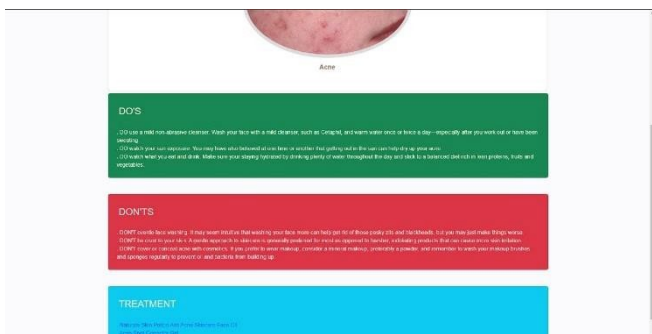 Acne
DO'S
. DO use a mild non-abrasive cleanser. Wash your face with a mild cleanser, such as Cetaphil, and warm water once or twice a day—especially after you work out or have been
sweating.
. DO watch your sun exposure. You may have also believed at one time or another that getting out in the sun can help dry up your acne.
. DO watch what you eat and drink. Make sure your staying hydrated by drinking plenty of water throughout the day and stick to a balanced diet rich in lean proteins, fruits and
vegetables.
DON'TS
. DON'T overdo face washing. It may seem intuitive that washing your face more can help get rid of those pesky zits and blackheads, but you may just make things worse.
. DON'T be cruel to your skin. A gentle approach to skincare is generally preferred for most as opposed to harsher, exfoliating products that can cause more skin irritation.
. DON'T cover or conceal acne with cosmetics. If you prefer to wear makeup, consider a mineral makeup, preferably a powder, and remember to wash your makeup brushes
and sponges regularly to prevent oil and bacteria from building up.
TREATMENT